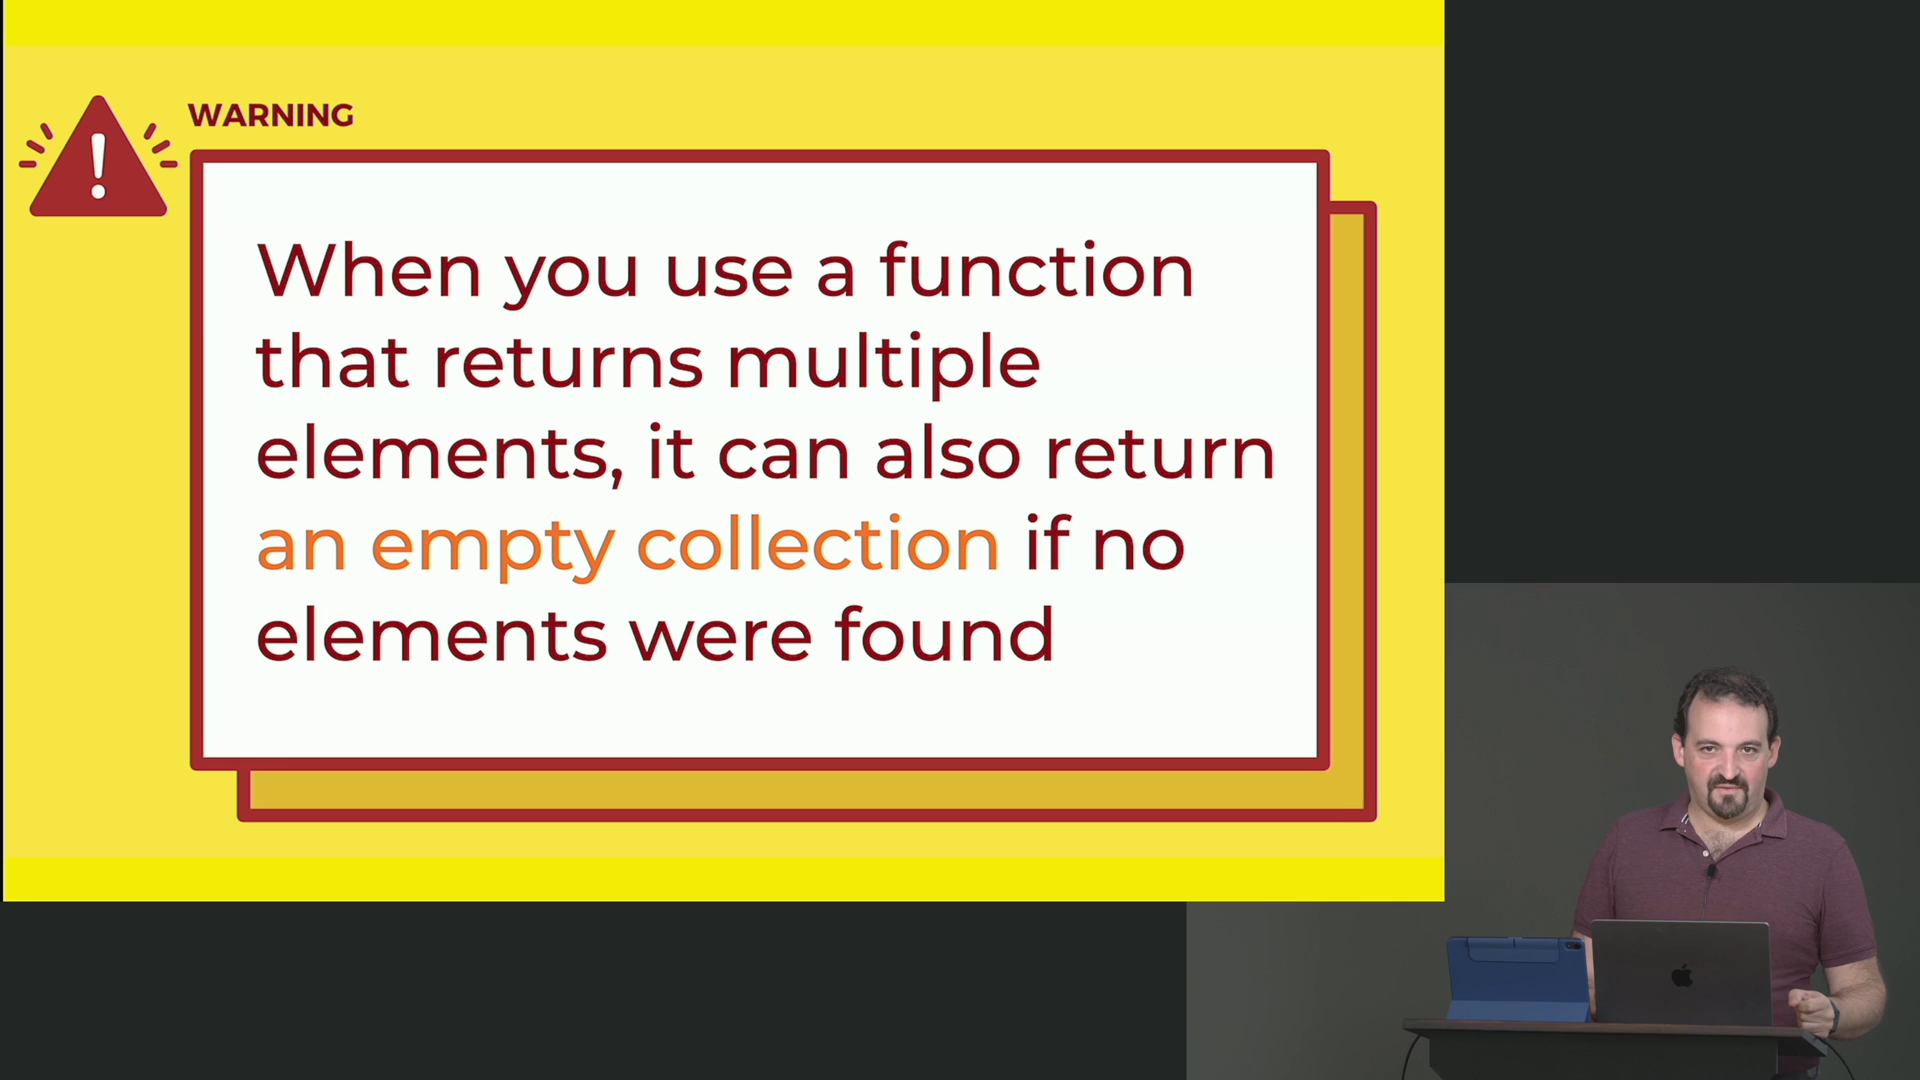 WARNING
When you use a function
that returns multiple
elements, it can also return
an empty collection if no
elements were found